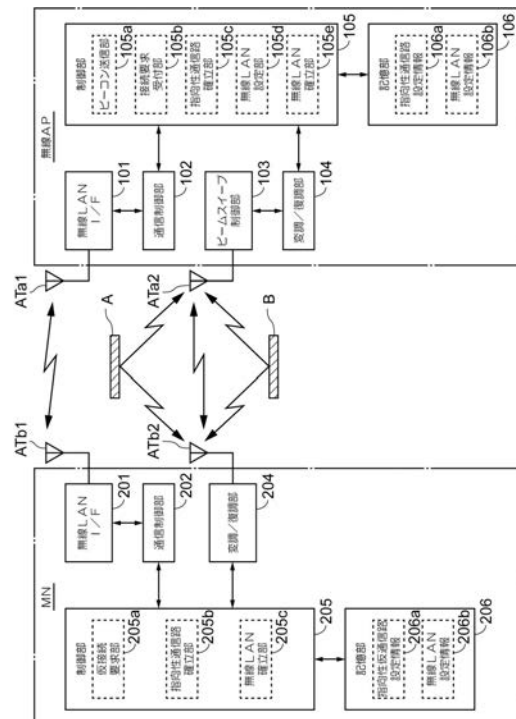 MN
制御部
仮接続
要求部
205a
指向性通信路
確立部
205b
無線LAN
確立部
205c
205
記憶部
指向性仮通信路
設定情報
206a
無線LAN
設定情報
206b
206
無線LAN
I/F
201
通信制御部
202
変調/復調部
204
ATb1
ATb2
A
B
ATa1
ATa2
無線AP
無線LAN
I/F
101
通信制御部
102
ビームスイープ
制御部
103
変調/復調部
104
制御部
ビーコン送信部
105a
接続要求
受付部
105b
指向性通信路
確立部
105c
無線LAN
設定部
105d
無線LAN
確立部
105e
105
記憶部
指向性通信路
設定情報
106a
無線LAN
設定情報
106b
106